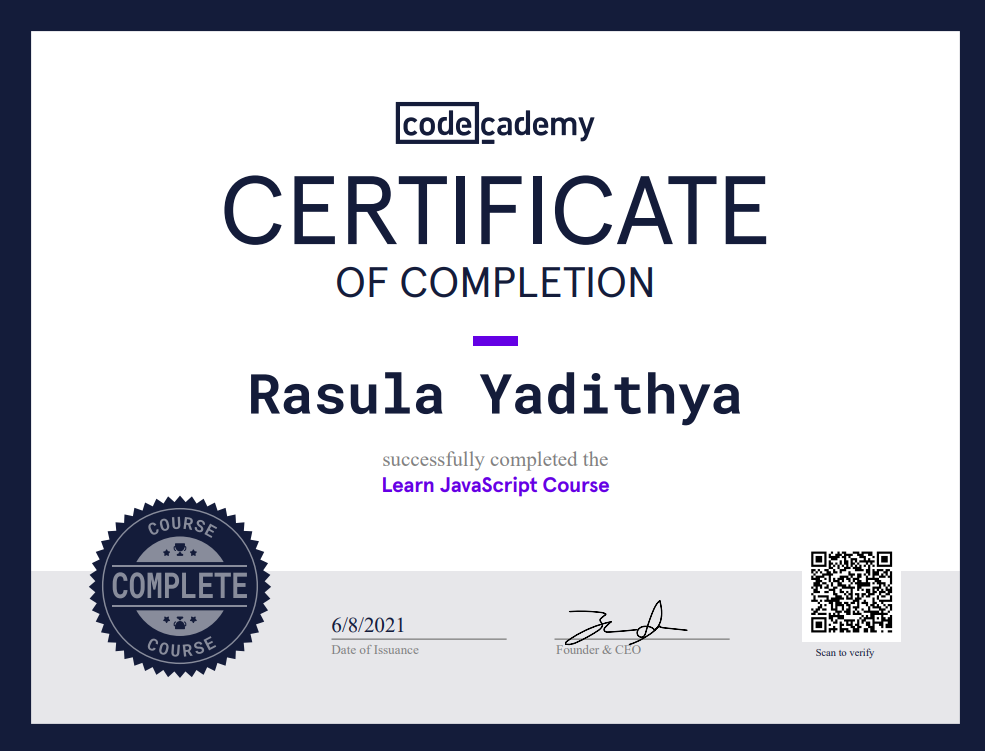 codecademy
CERTIFICATE
OF COMPLETION
Rasula Yadithya
successfully completed the
Learn JavaScript Course
COURSE
COMPLETE
COURSE
6/8/2021
Date of Issuance
Founder & CEO
Scan to verify